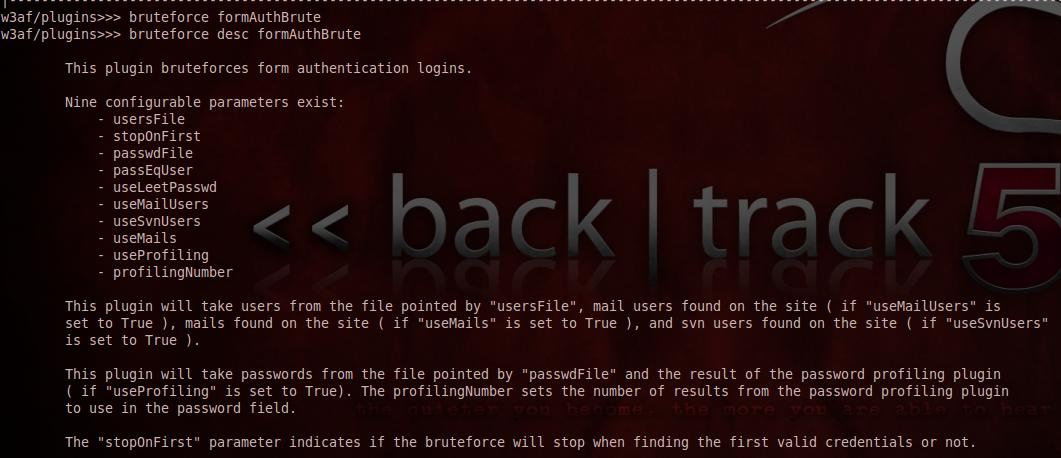 w3af/plugins>>> bruteforce formAuthBrute
w3af/plugins>>> bruteforce desc formAuthBrute
This plugin bruteforces form authentication logins.
Nine configurable parameters exist:
- usersFile
- stopOnFirst
- passwdFile
- passEqUser
- useLeetPasswd
- useMailUsers
- useSvnUsers
- useMails
- useProfiling
- profilingNumber
<< back | track 5
This plugin will take users from the file pointed by "usersFile", mail users found on the site ( if "useMailUsers" is
set to True ), mails found on the site ( if "useMails" is set to True ), and svn users found on the site ( if "useSvnUsers"
is set to True ).
This plugin will take passwords from the file pointed by "passwdFile" and the result of the password profiling plugin
( if "useProfiling" is set to True). The profilingNumber sets the number of results from the password profiling plugin
to use in the password field.
the quieter you become, the more you are able to hear
The "stopOnFirst" parameter indicates if the bruteforce will stop when finding the first valid credentials or not.